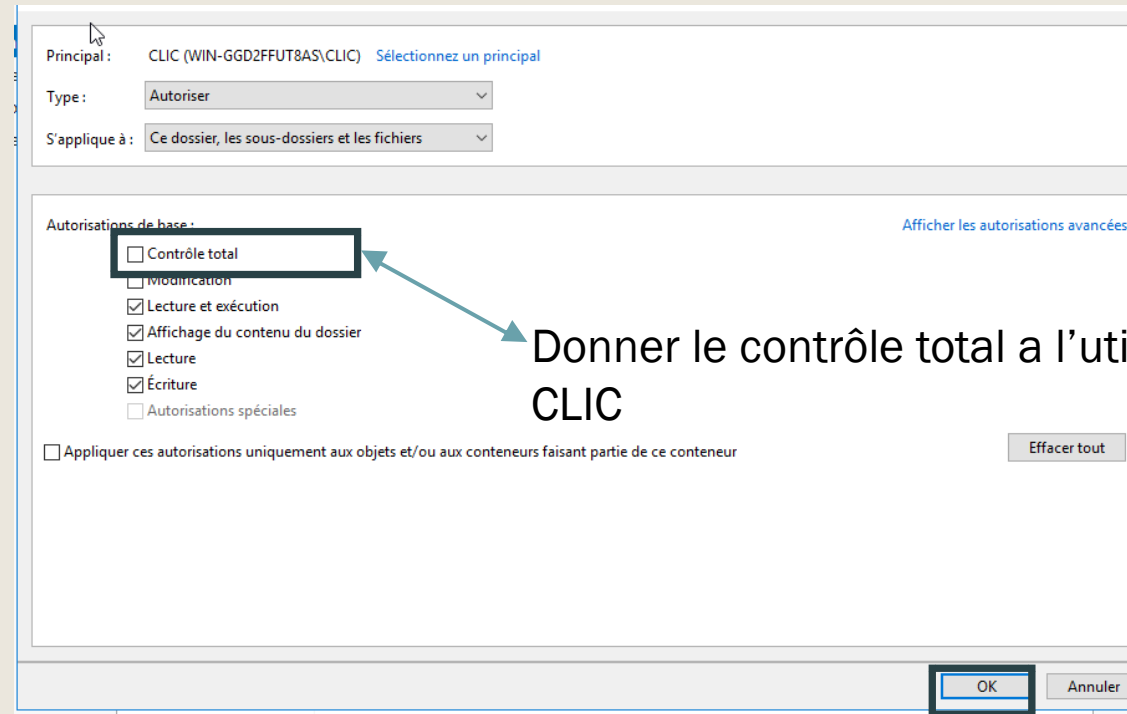 Principal : CLIC (WIN-GGD2FFUT8AS\CLIC) Sélectionnez un principal
Type : Autoriser
S'applique à : Ce dossier, les sous-dossiers et les fichiers
Autorisations de base : Afficher les autorisations avancées
Contrôle total
Modification
Lecture et exécution
Affichage du contenu du dossier
Lecture
Écriture
Autorisations spéciales
Donner le contrôle total a l’uti
CLIC
Appliquer ces autorisations uniquement aux objets et/ou aux conteneurs faisant partie de ce conteneur
Effacer tout
OK Annuler